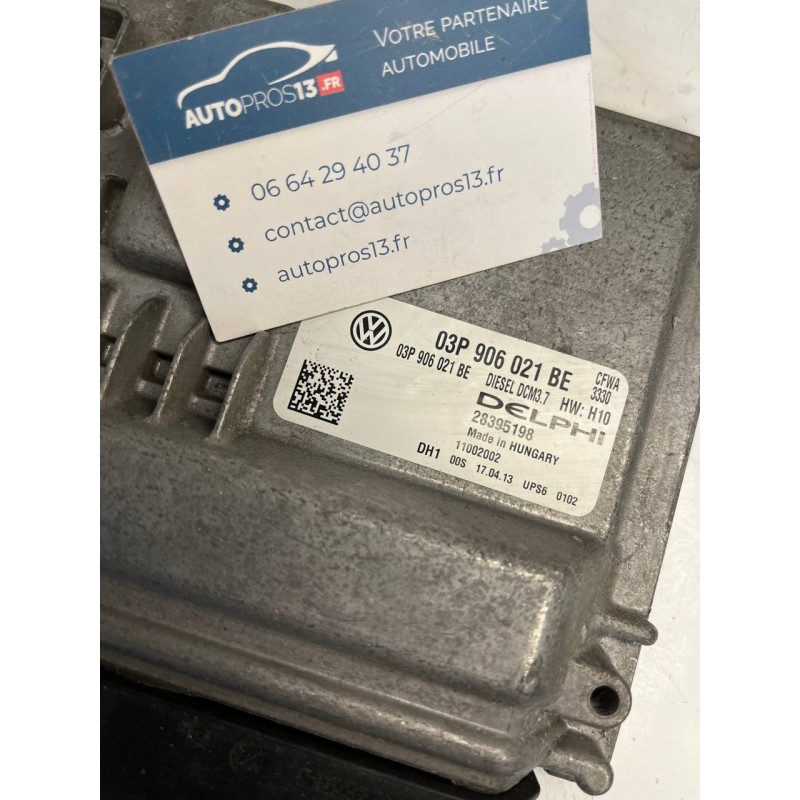 VOTRE PARTENAIRE
AUTOMOBILE
AUTOPROS13.FR
06 64 29 40 37
contact@autopros13.fr
autopros13.fr
03P 906 021 BE CFWA
03P 906 021 BE DIESEL DCM3.7 3330
HW: H10
DELPHI
28395198
Made in HUNGARY
11002002
DH1 00S 17.04.13 UPS6 0102